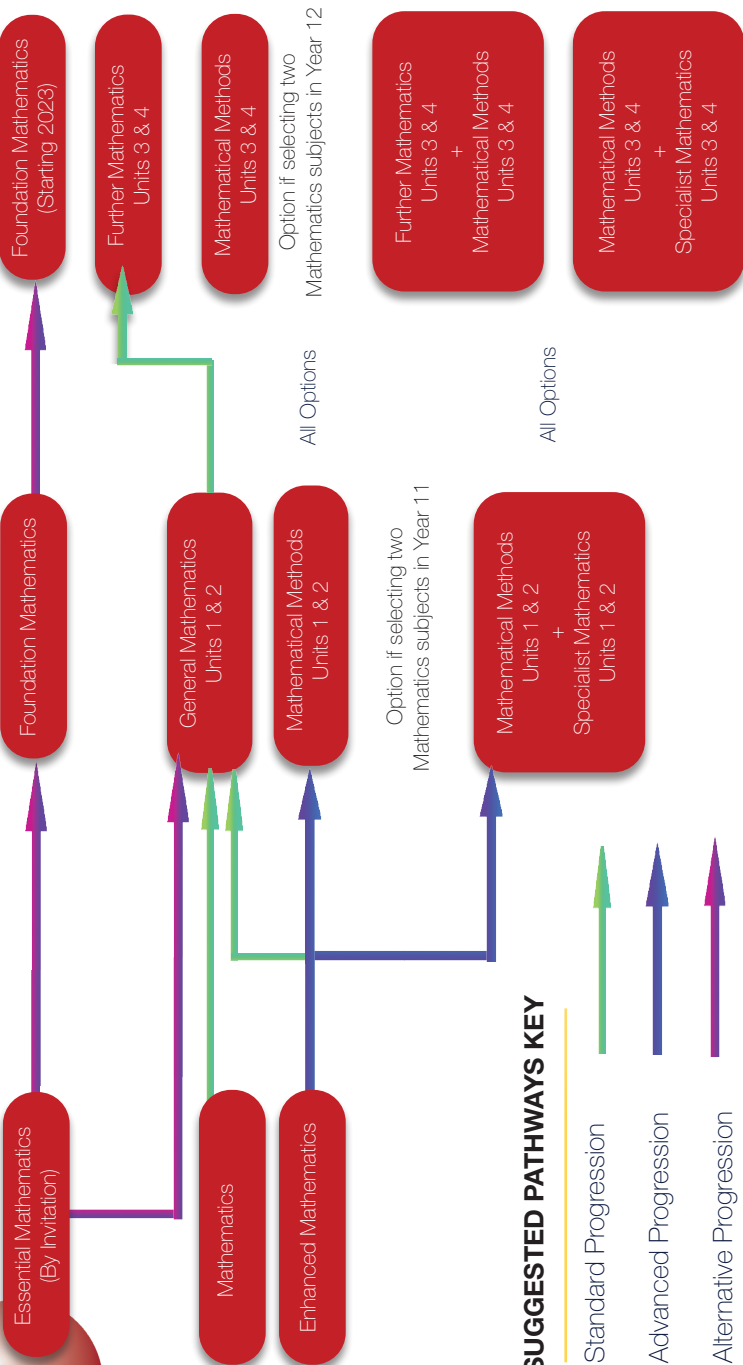 Essential Mathematics
(By Invitation)
Mathematics
Enhanced Mathematics
Foundation Mathematics
General Mathematics
Units 1 & 2
Mathematical Methods
Units 1 & 2
Option if selecting two
Mathematics subjects in Year 11
Mathematical Methods
Units 1 & 2
+
Specialist Mathematics
Units 1 & 2
All Options
All Options
Foundation Mathematics
(Starting 2023)
Further Mathematics
Units 3 & 4
Mathematical Methods
Units 3 & 4
Option if selecting two
Mathematics subjects in Year 12
Further Mathematics
Units 3 & 4
+
Mathematical Methods
Units 3 & 4
Mathematical Methods
Units 3 & 4
+
Specialist Mathematics
Units 3 & 4
SUGGESTED PATHWAYS KEY
Standard Progression
Advanced Progression
Alternative Progression